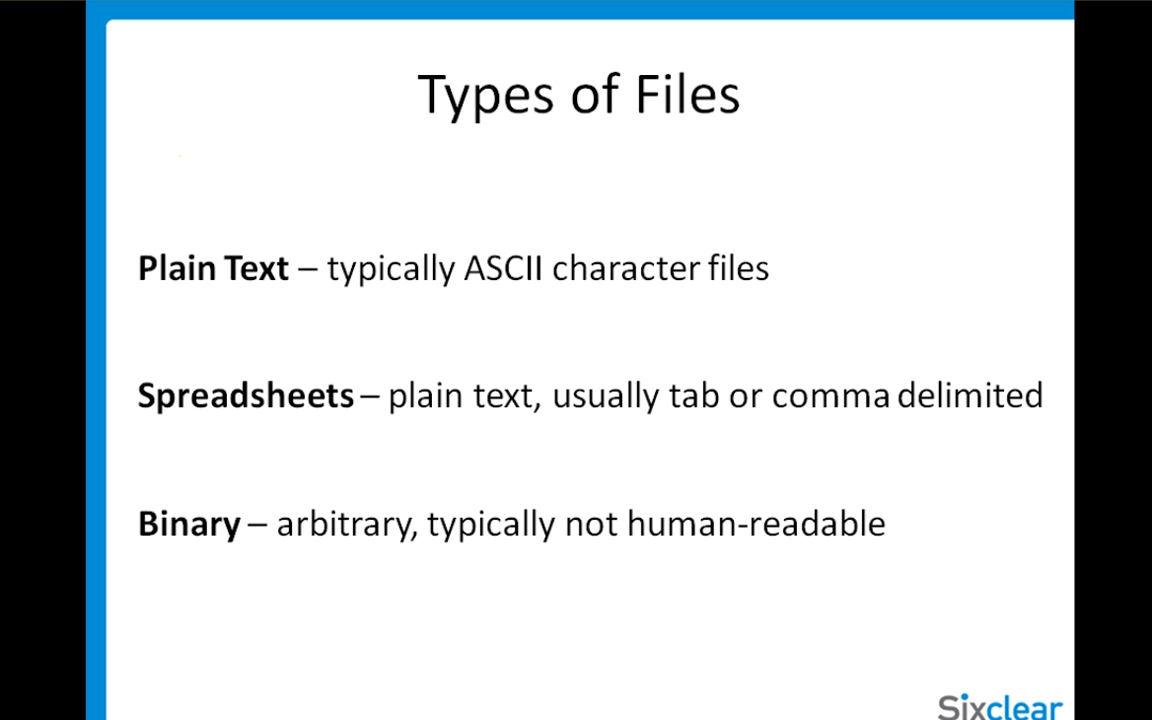 Types of Files
Plain Text – typically ASCII character files
Spreadsheets – plain text, usually tab or comma delimited
Binary – arbitrary, typically not human-readable
Sixclear